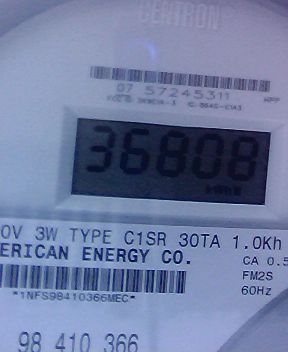 CENTRON
07 57245311
36808
0V 3W TYPE C1SR 30TA 1.0Kh
ERICAN ENERGY CO.
CA 0.5
FM2S
*1NFS98410366MEC*
60Hz
98 410 366